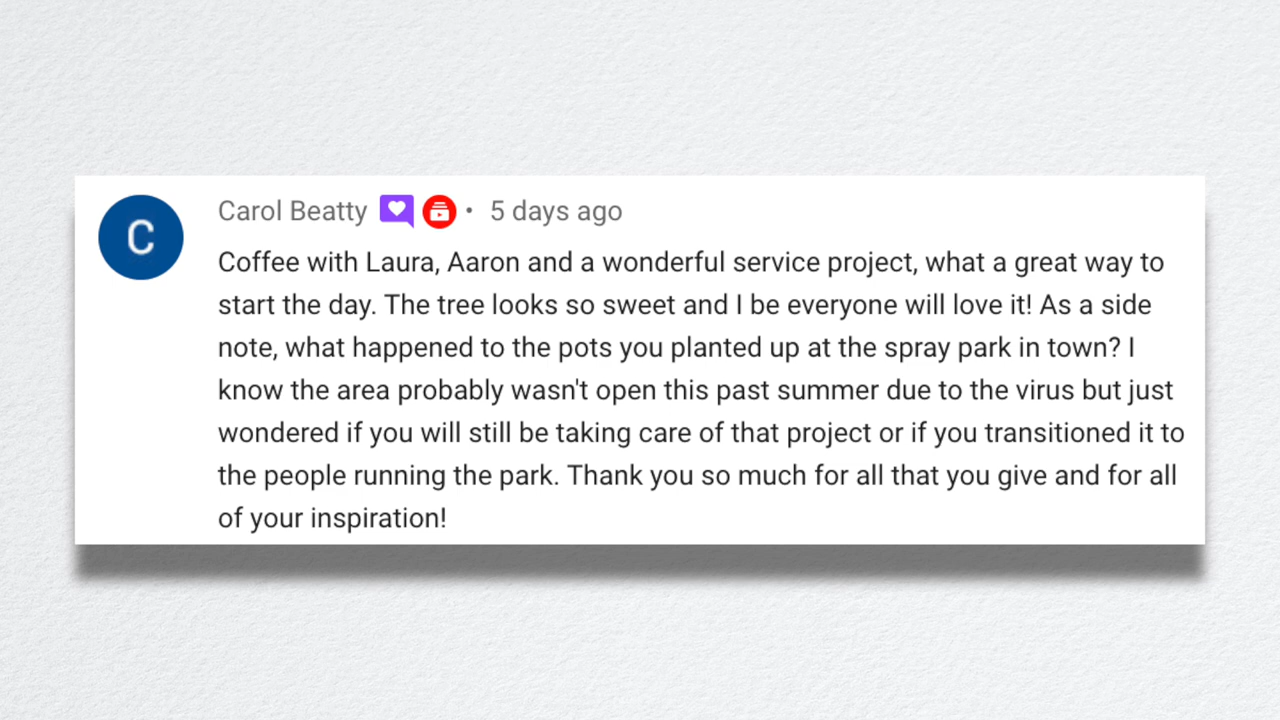 C
Carol Beatty • 5 days ago
Coffee with Laura, Aaron and a wonderful service project, what a great way to
start the day. The tree looks so sweet and I be everyone will love it! As a side
note, what happened to the pots you planted up at the spray park in town? I
know the area probably wasn't open this past summer due to the virus but just
wondered if you will still be taking care of that project or if you transitioned it to
the people running the park. Thank you so much for all that you give and for all
of your inspiration!